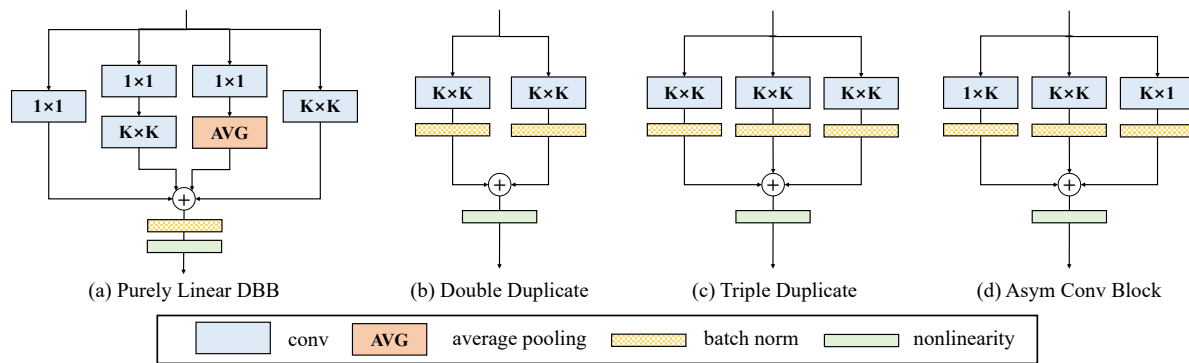 1×1 1×1
1×1 K×K
K×K AVG
+
(a) Purely Linear DBB
K×K K×K
+
(b) Double Duplicate
K×K K×K K×K
+
(c) Triple Duplicate
1×K K×K K×1
+
(d) Asym Conv Block
conv AVG average pooling batch norm nonlinearity